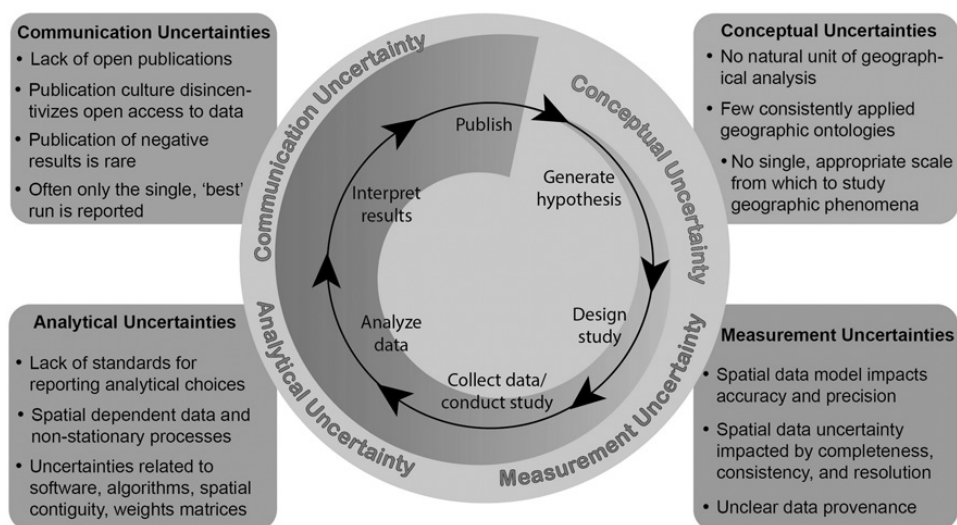 Communication Uncertainties
• Lack of open publications
• Publication culture disincen-
tivizes open access to data
• Publication of negative
results is rare
• Often only the single, ‘best’
run is reported
Conceptual Uncertainties
• No natural unit of geograph-
ical analysis
• Few consistently applied
geographic ontologies
• No single, appropriate scale
from which to study
geographic phenomena
Communication Uncertainty
Conceptual Uncertainty
Publish
Generate
hypothesis
Interpret
results
Design
study
Analyze
data
Collect data/
conduct study
Analytical Uncertainty
Measurement Uncertainty
Analytical Uncertainties
• Lack of standards for
reporting analytical choices
• Spatial dependent data and
non-stationary processes
• Uncertainties related to
software, algorithms, spatial
contiguity, weights matrices
Measurement Uncertainties
• Spatial data model impacts
accuracy and precision
• Spatial data uncertainty
impacted by completeness,
consistency, and resolution
• Unclear data provenance